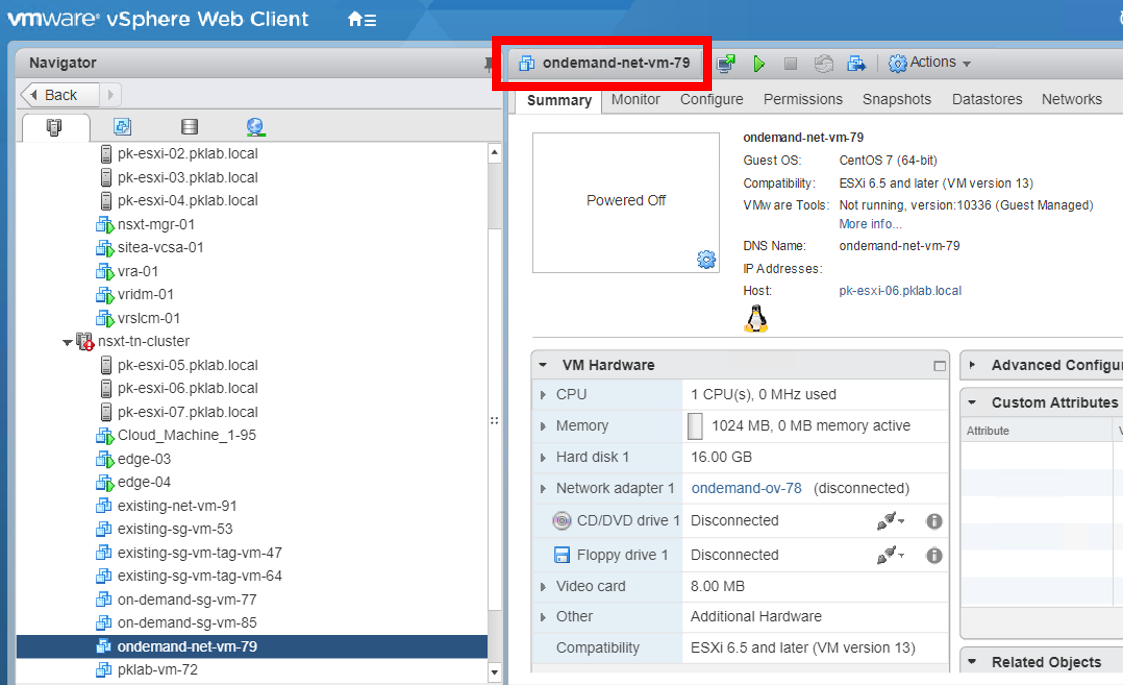 vmware® vSphere Web Client
Navigator
Back
pk-esxi-02.pklab.local
pk-esxi-03.pklab.local
pk-esxi-04.pklab.local
nsxt-mgr-01
sitea-vcsa-01
vra-01
vridm-01
vrslcm-01
nsxt-tn-cluster
pk-esxi-05.pklab.local
pk-esxi-06.pklab.local
pk-esxi-07.pklab.local
Cloud_Machine_1-95
edge-03
edge-04
existing-net-vm-91
existing-sg-vm-53
existing-sg-vm-tag-vm-47
existing-sg-vm-tag-vm-64
on-demand-sg-vm-77
on-demand-sg-vm-85
ondemand-net-vm-79
pklab-vm-72
ondemand-net-vm-79 Actions
Summary Monitor Configure Permissions Snapshots Datastores Networks
Powered Off
ondemand-net-vm-79
Guest OS: CentOS 7 (64-bit)
Compatibility: ESXi 6.5 and later (VM version 13)
VMware Tools: Not running, version:10336 (Guest Managed)
More info...
DNS Name: ondemand-net-vm-79
IP Addresses:
Host: pk-esxi-06.pklab.local
VM Hardware
CPU 1 CPU(s), 0 MHz used
Memory 1024 MB, 0 MB memory active
Hard disk 1 16.00 GB
Network adapter 1 ondemand-ov-78 (disconnected)
CD/DVD drive 1 Disconnected
Floppy drive 1 Disconnected
Video card 8.00 MB
Other Additional Hardware
Compatibility ESXi 6.5 and later (VM version 13)
Advanced Configu
Custom Attributes
Attribute
Related Objects